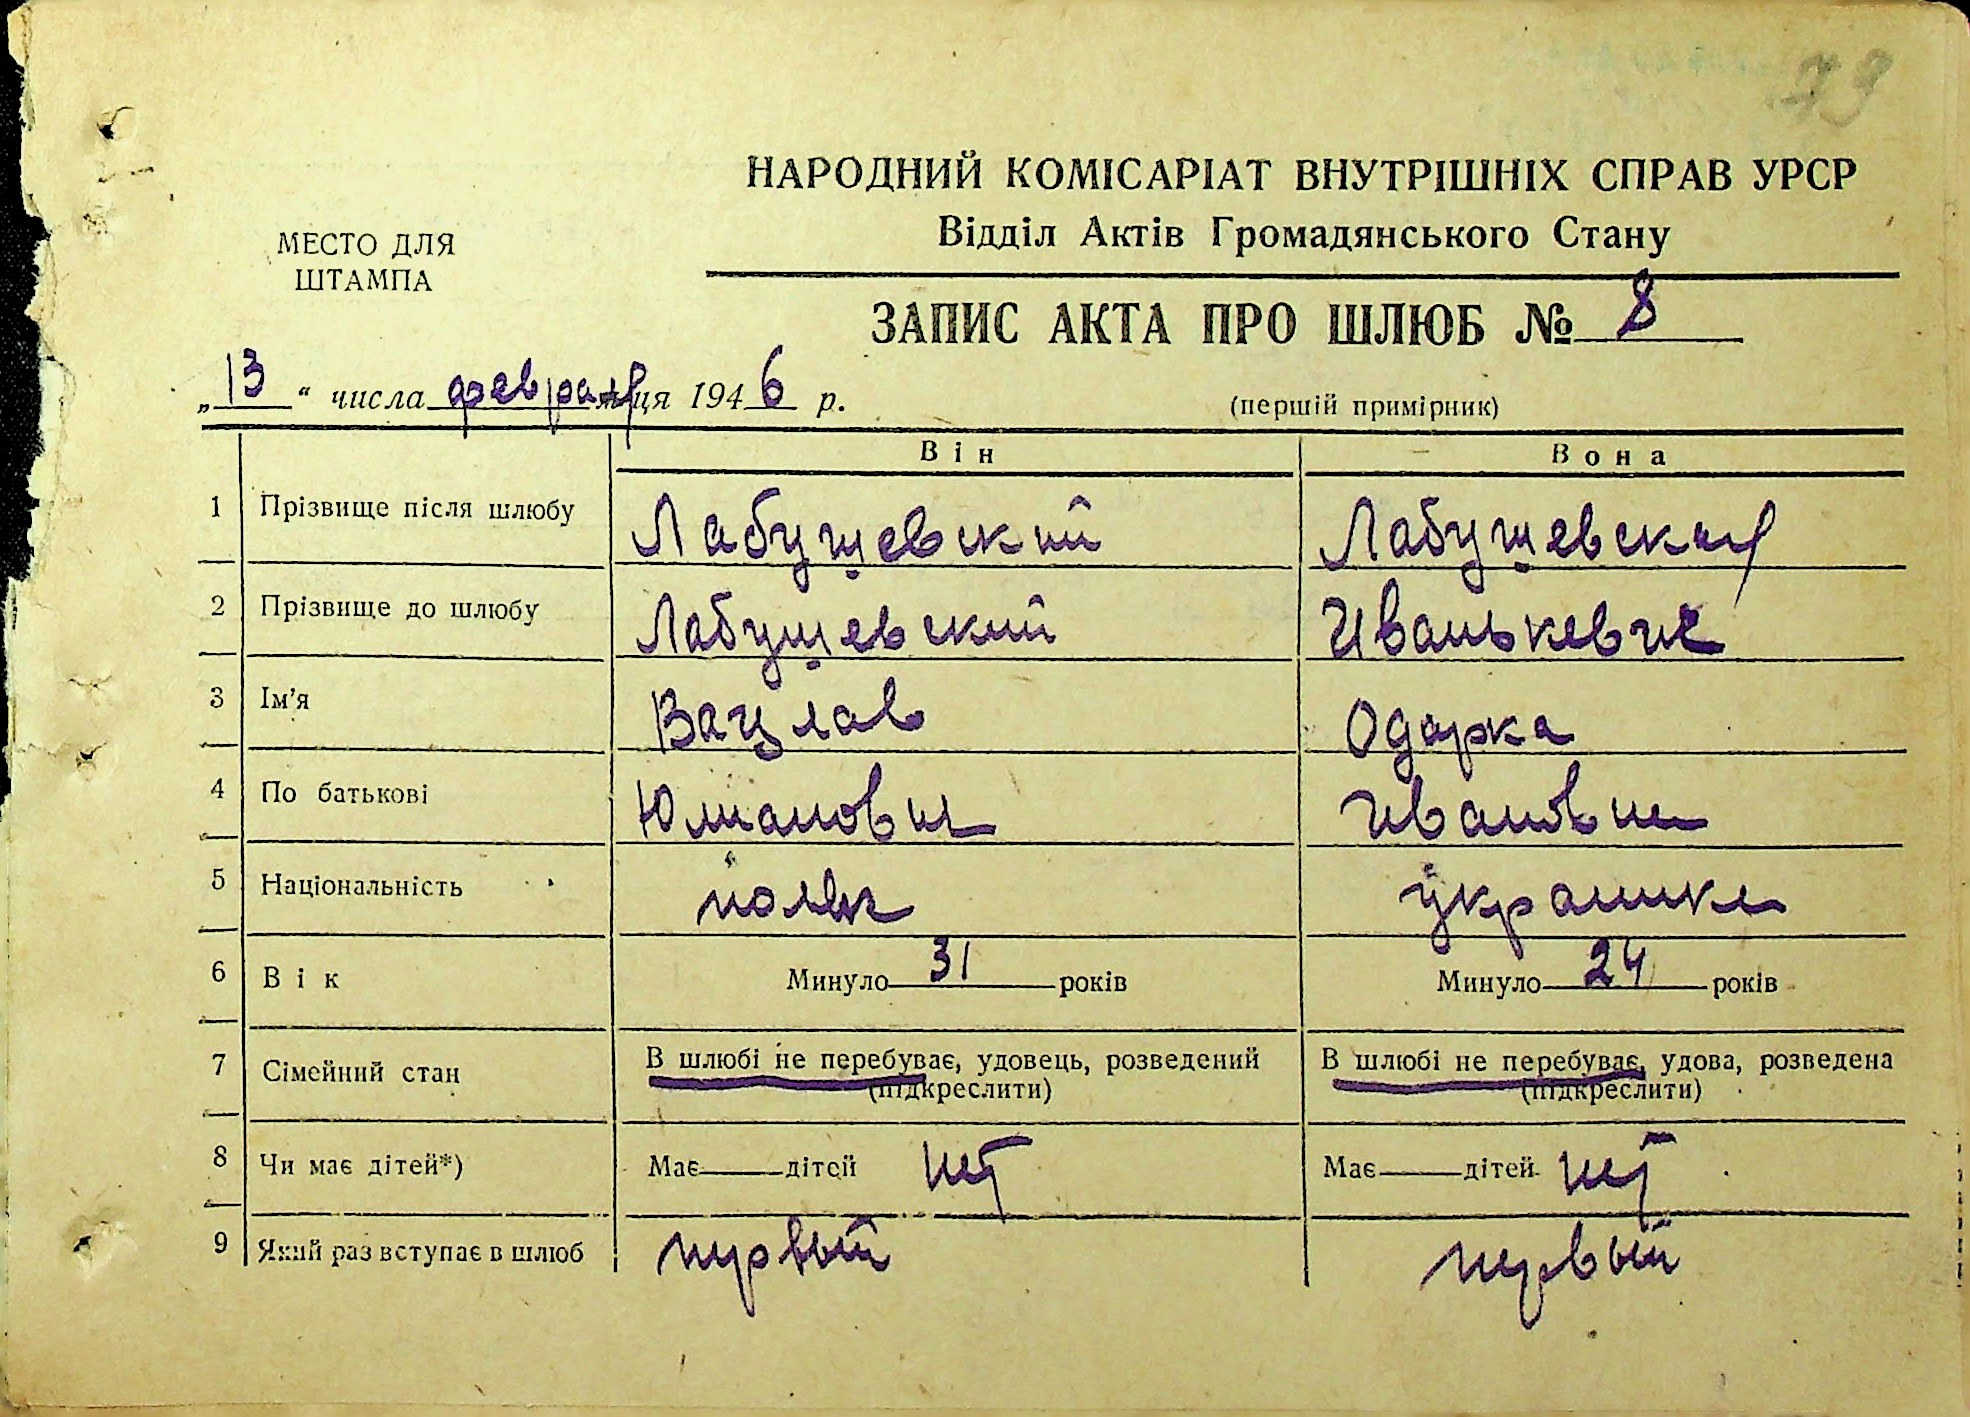 79
НАРОДНИЙ КОМІСАРІАТ ВНУТРІШНІХ СПРАВ УРСР
Відділ Актів Громадянського Стану
МЕСТО ДЛЯ
ШТАМПА
ЗАПИС АКТА ПРО ШЛЮБ № 8
„13“ числа февраля місяця 1946 р.
(перший примірник)
Він Вона
1 Прізвище після шлюбу Лабущевский Лабущевская
2 Прізвище до шлюбу Лабущевский Иванькевич
3 Ім’я Вацлав Одарка
4 По батькові Юлианович Ивановна
5 Національність поляк украинка
6 Вік Минуло 31 років Минуло 24 років
7 Сімейний стан В шлюбі не перебуває, удовець, розведений В шлюбі не перебуває, удова, розведена
(підкреслити) (підкреслити)
8 Чи має дітей*) Має дітей нет Має дітей нет
9 Який раз вступає в шлюб первый первый